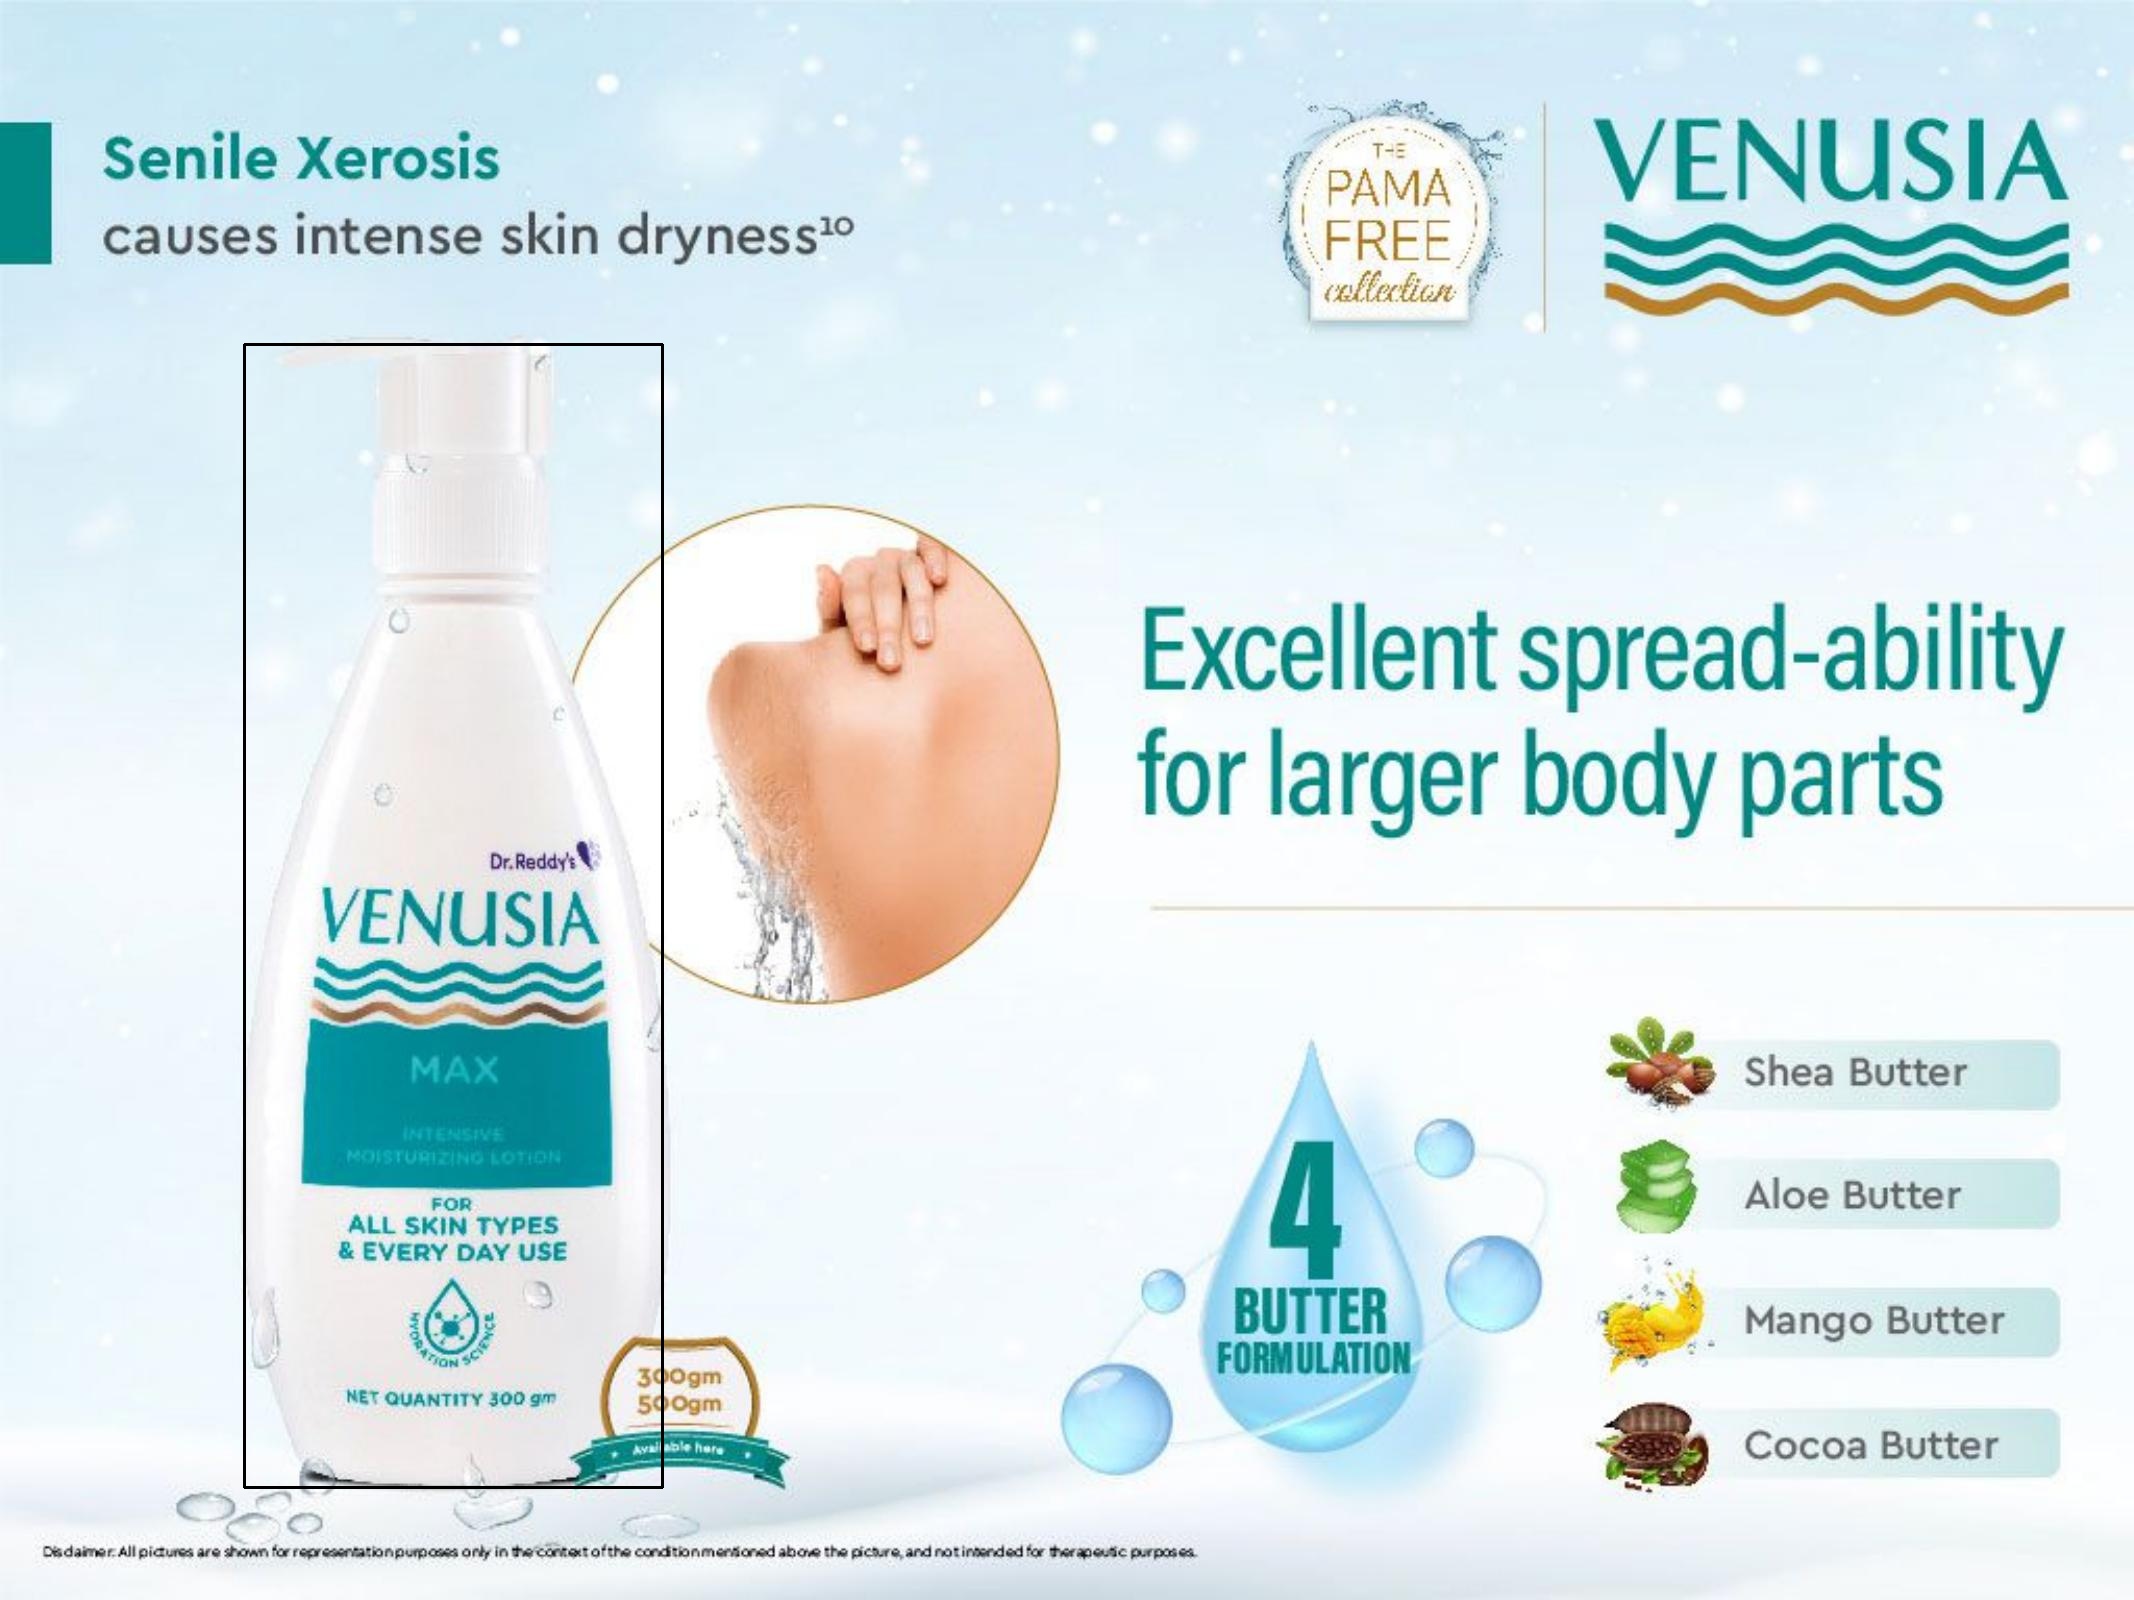 Senile Xerosis
causes intense skin dryness¹⁰
THE
PAMA
FREE
collection
VENUSIA
Excellent spread-ability
for larger body parts
Dr.Reddy's
VENUSIA
MAX
INTENSIVE
MOISTURIZING LOTION
FOR
ALL SKIN TYPES
& EVERY DAY USE
HYDRATION SCIENCE
NET QUANTITY 300 gm
300gm
500gm
Available here
4
BUTTER
FORMULATION
Shea Butter
Aloe Butter
Mango Butter
Cocoa Butter
Disclaimer: All pictures are shown for representation purposes only in the context of the condition mentioned above the picture, and not intended for therapeutic purposes.